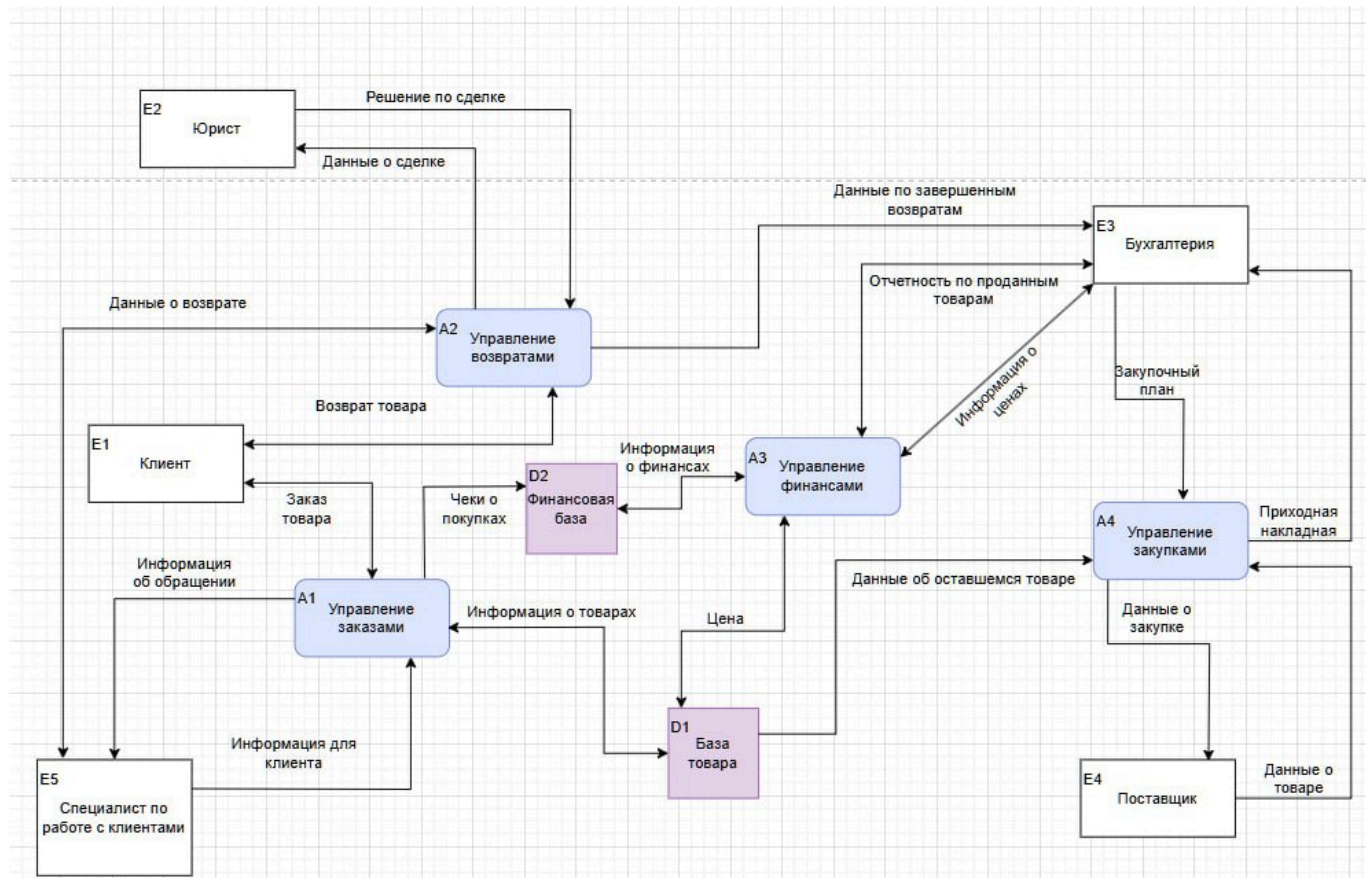 E2
Юрист
Решение по сделке
Данные о сделке
Данные по завершенным
возвратам
E3
Бухгалтерия
Отчетность по проданным
товарам
Данные о возврате
A2
Управление
возвратами
Информация о
ценах
Закупочный
план
Возврат товара
E1
Клиент
Заказ
товара
Чеки о
покупках
D2
Финансовая
база
Информация
о финансах
A3
Управление
финансами
A4
Управление
закупками
Приходная
накладная
Информация
об обращении
A1
Управление
заказами
Информация о товарах
Цена
Данные об оставшемся товаре
Данные о
закупке
D1
База
товара
Информация для
клиента
E5
Специалист по
работе с клиентами
E4
Поставщик
Данные о
товаре